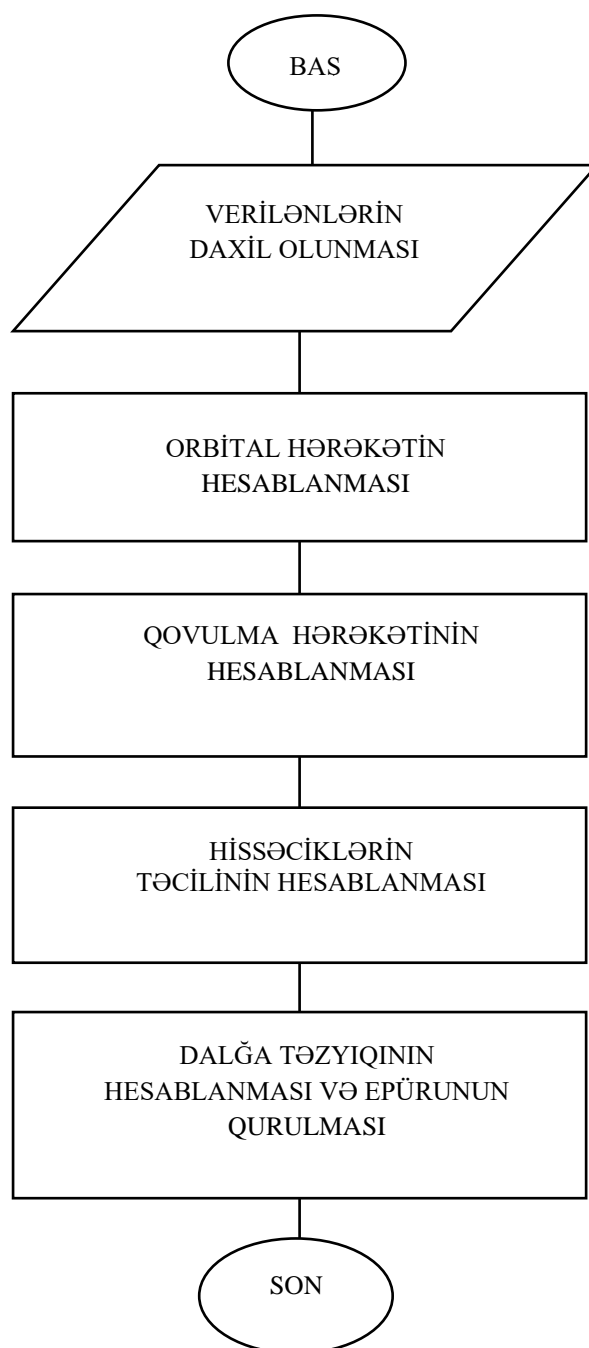 BAS
VERİLƏNLƏRİN
DAXİL OLUNMASI
ORBİTAL HƏRƏKƏTİN
HESABLANMASI
QOVULMA HƏRƏKƏTİNİN
HESABLANMASI
HİSSƏCİKLƏRİN
TƏCİLİNİN HESABLANMASI
DALĞA TƏZYIQININ
HESABLANMASI VƏ EPÜRUNUN
QURULMASI
SON